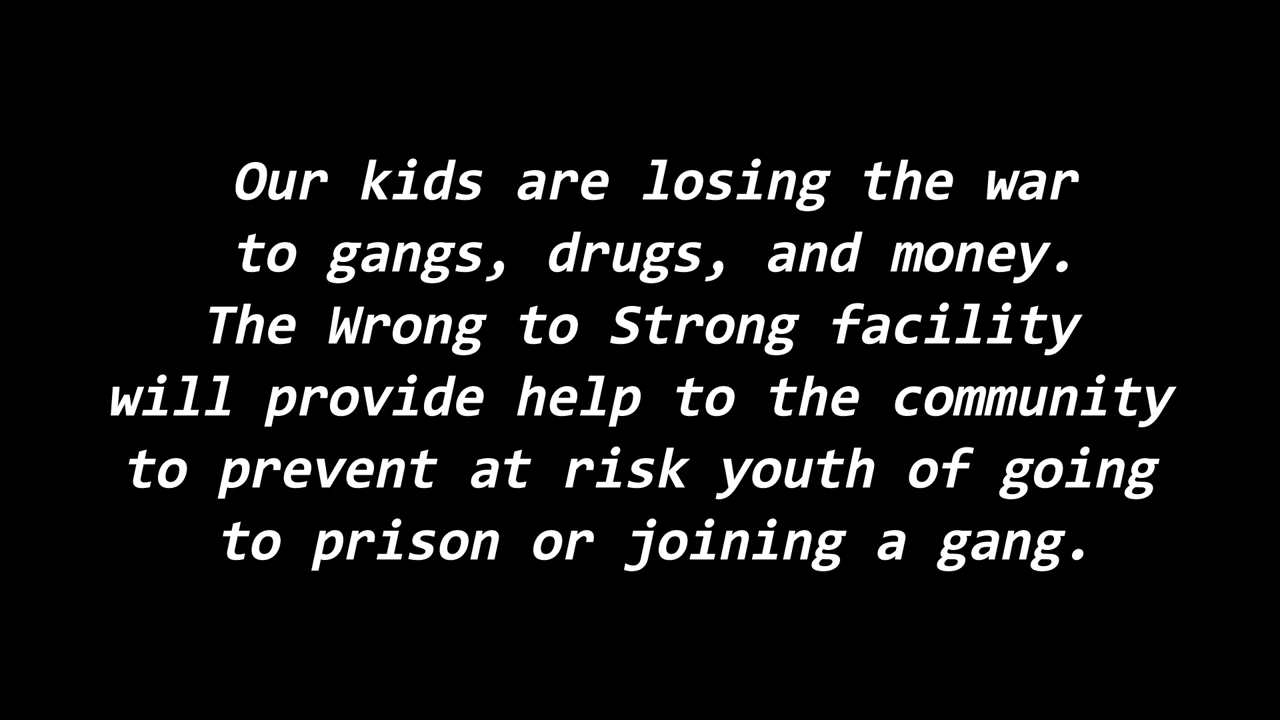 Our kids are losing the war
to gangs, drugs, and money.
The Wrong to Strong facility
will provide help to the community
to prevent at risk youth of going
to prison or joining a gang.